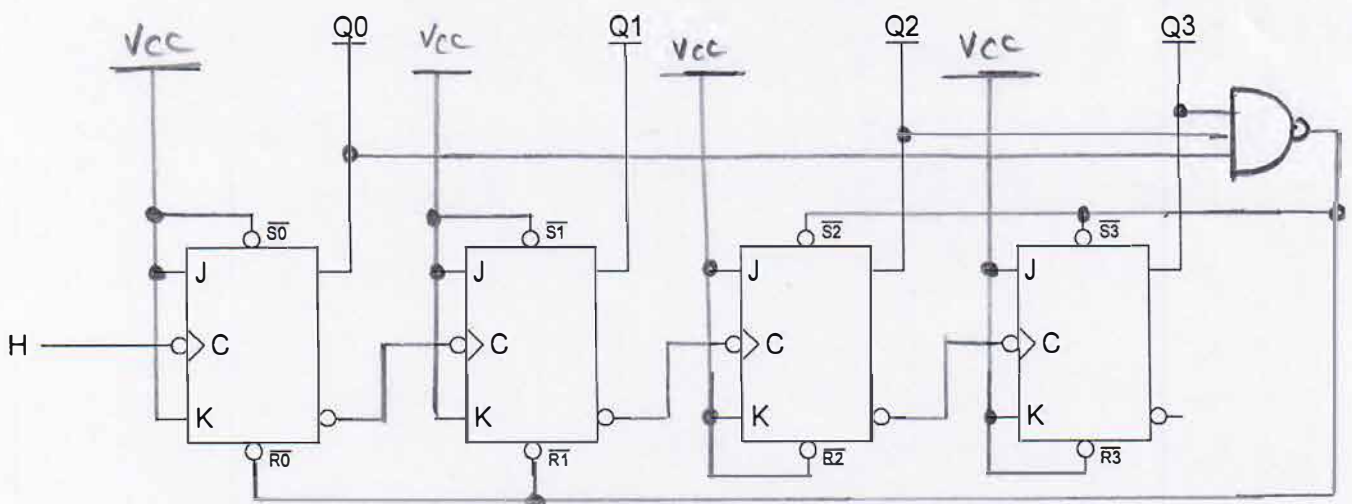 Vcc Q0 Vcc Q1 Vcc Q2 Vcc Q3
S0 S1 S2 S3
J J J J
H C C C C
K K K K
R0 R1 R2 R3